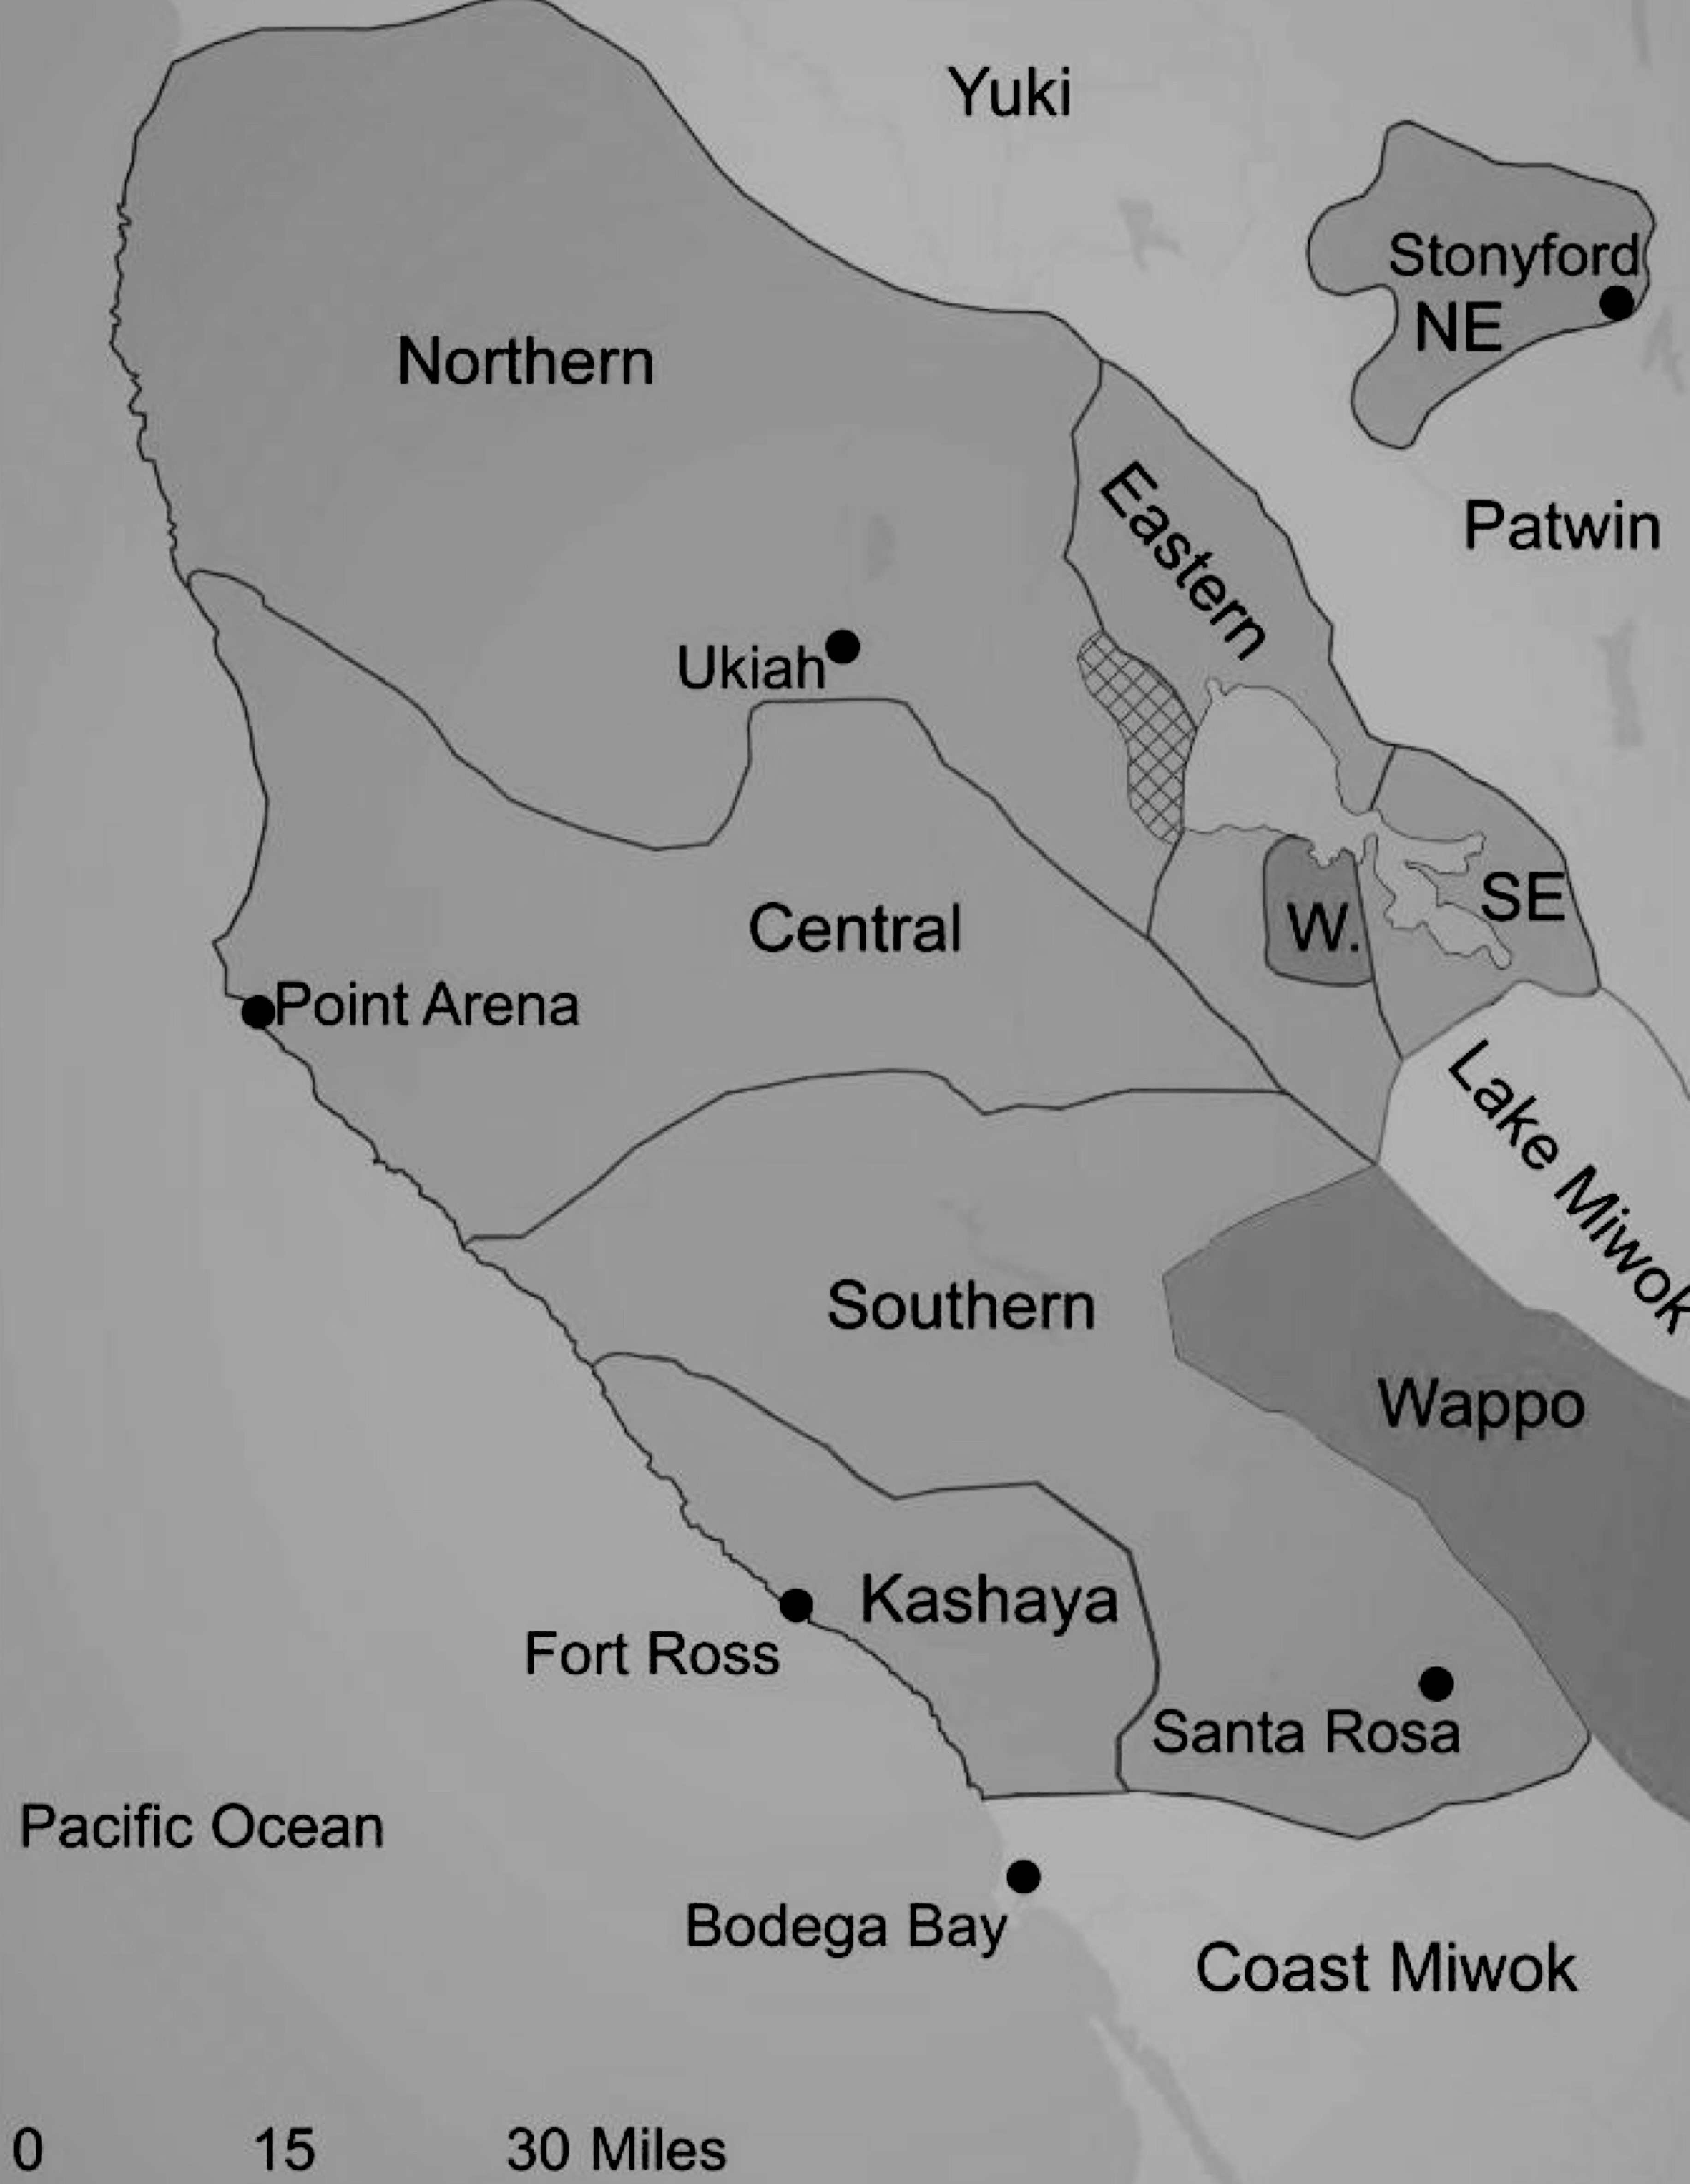 Yuki
Stonyford
NE
Northern
Eastern
Patwin
Ukiah
Central
W.
SE
Point Arena
Lake Miwok
Southern
Wappo
Kashaya
Fort Ross
Santa Rosa
Pacific Ocean
Bodega Bay
Coast Miwok
0 15 30 Miles